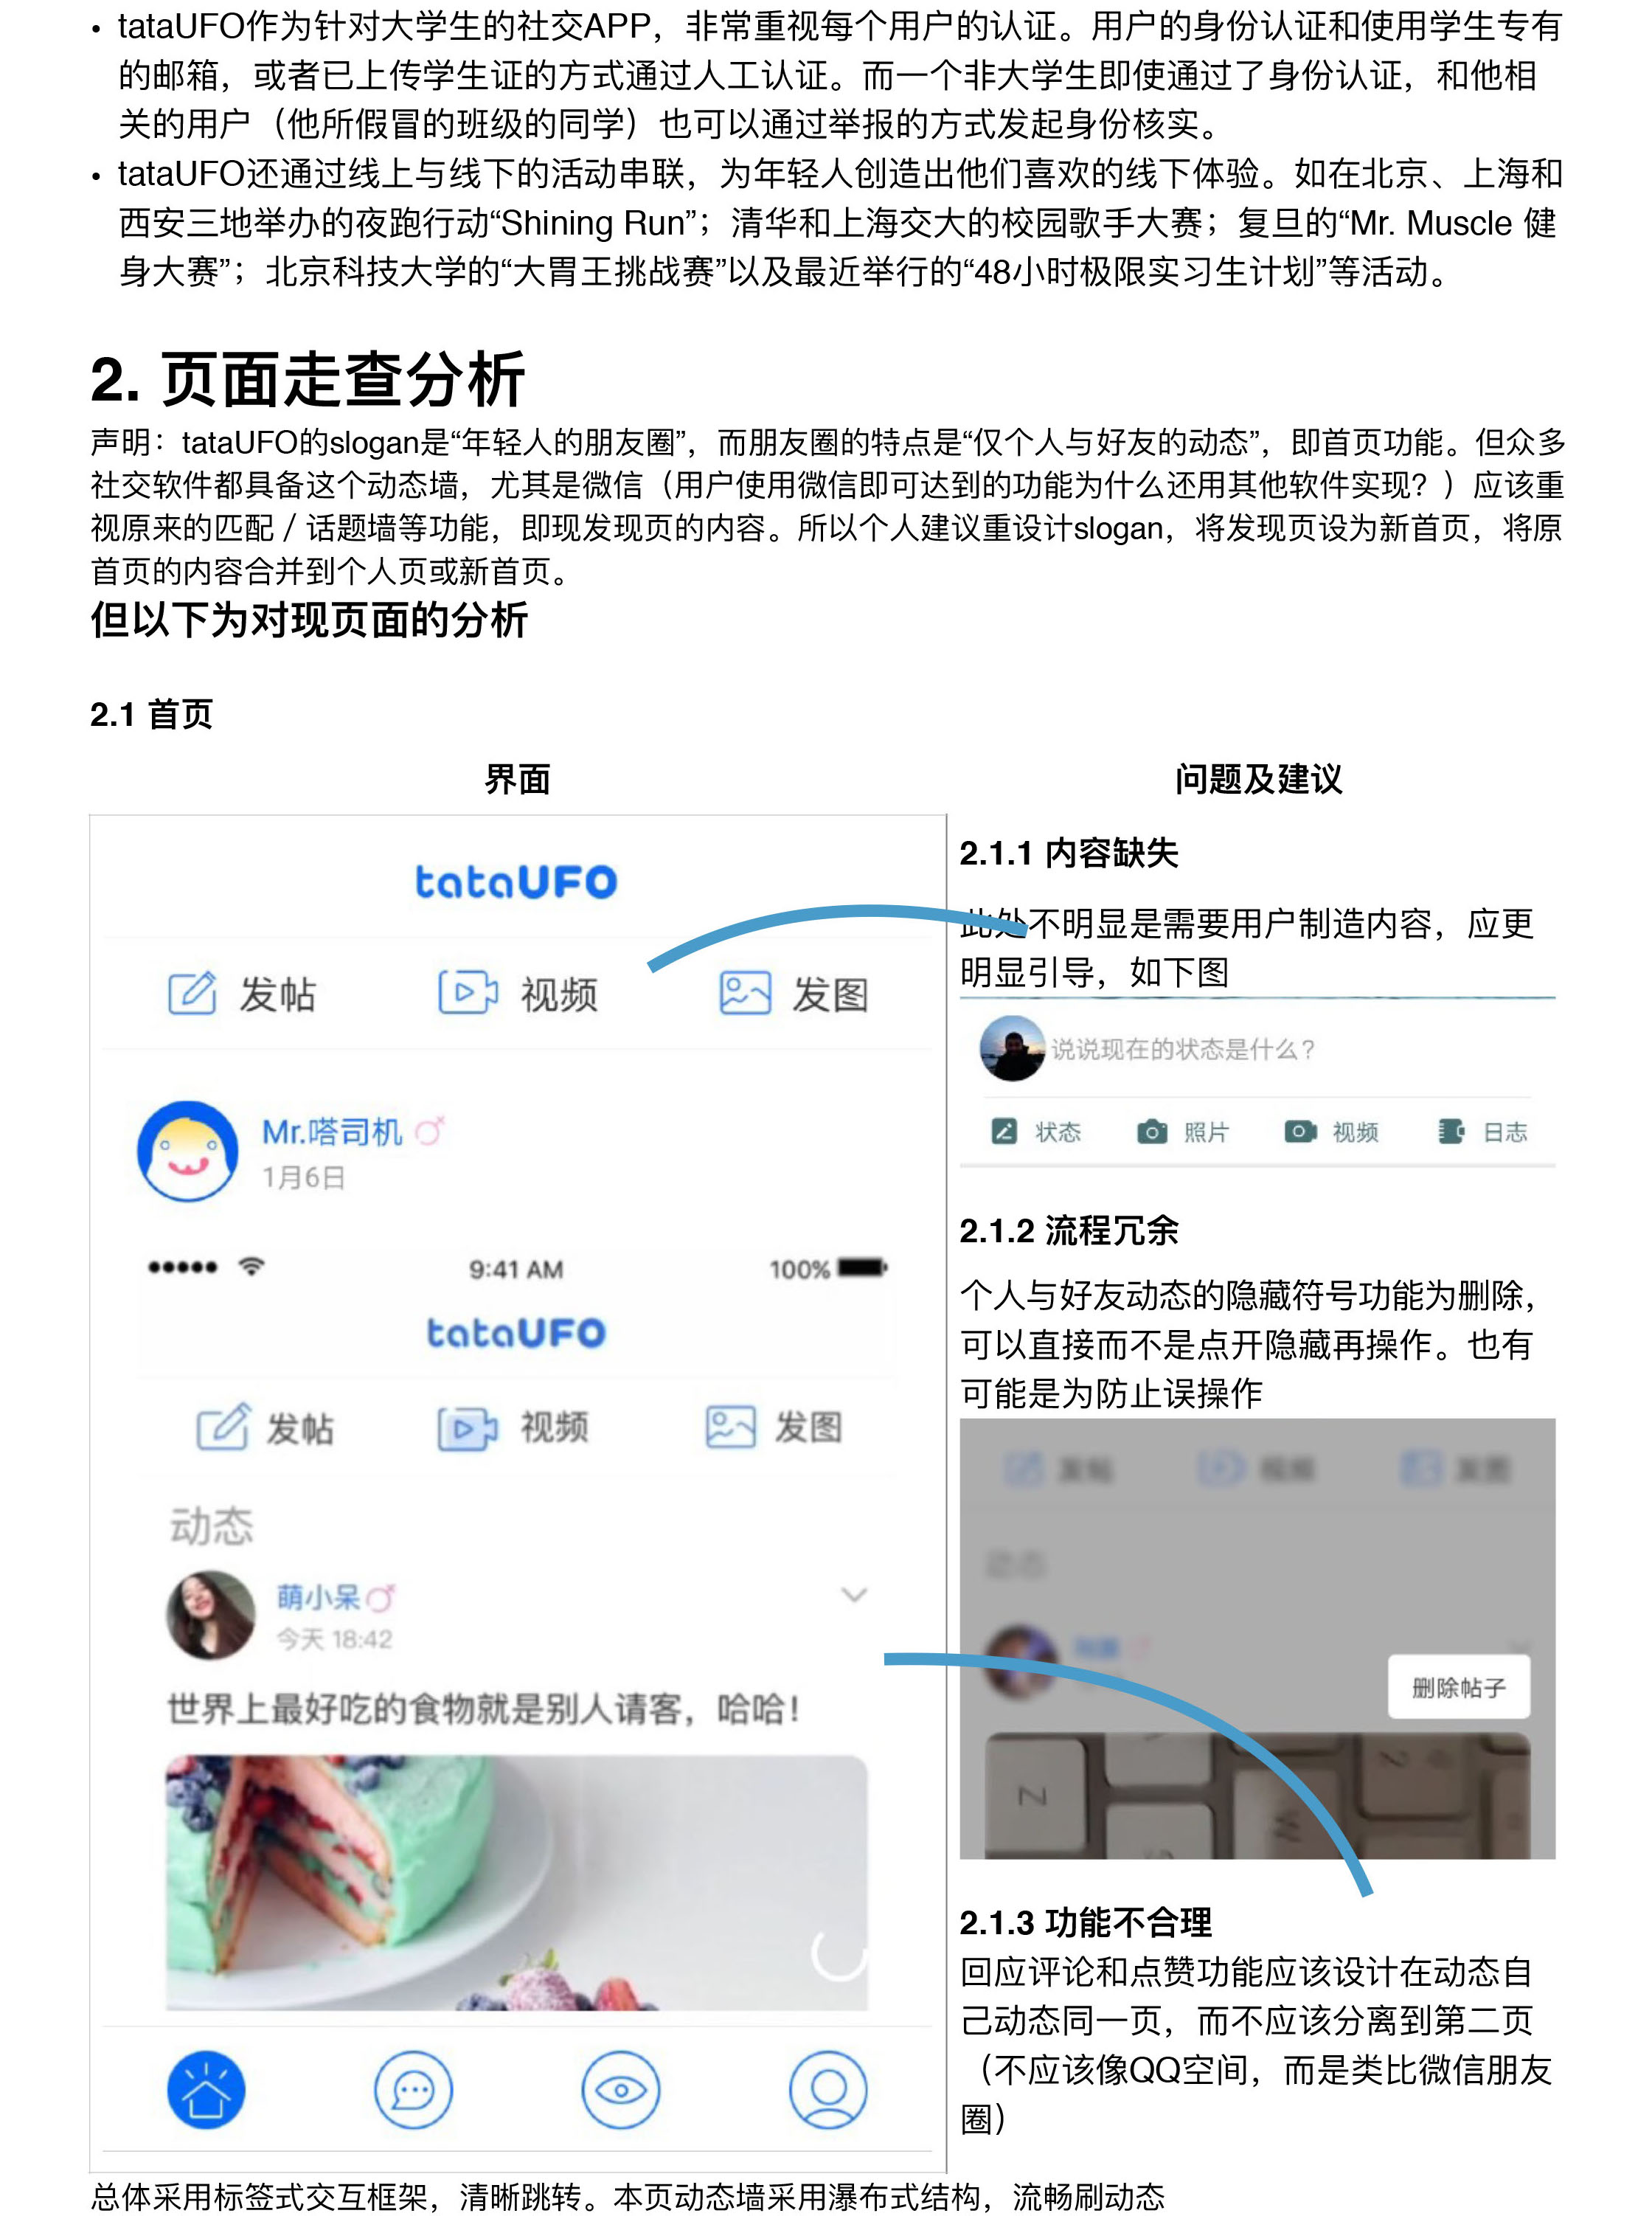 • tataUFO作为针对大学生的社交APP，非常重视每个用户的认证。用户的身份认证和使用学生专有
的邮箱，或者已上传学生证的方式通过人工认证。而一个非大学生即使通过了身份认证，和他相
关的用户（他所假冒的班级的同学）也可以通过举报的方式发起身份核实。
• tataUFO还通过线上与线下的活动串联，为年轻人创造出他们喜欢的线下体验。如在北京、上海和
西安三地举办的夜跑行动“Shining Run”；清华和上海交大的校园歌手大赛；复旦的“Mr. Muscle 健
身大赛”；北京科技大学的“大胃王挑战赛”以及最近举行的“48小时极限实习生计划”等活动。
2. 页面走查分析
声明：tataUFO的slogan是“年轻人的朋友圈”，而朋友圈的特点是“仅个人与好友的动态”，即首页功能。但众多
社交软件都具备这个动态墙，尤其是微信（用户使用微信即可达到的功能为什么还用其他软件实现？）应该重
视原来的匹配 / 话题墙等功能，即现发现页的内容。所以个人建议重设计slogan，将发现页设为新首页，将原
首页的内容合并到个人页或新首页。
但以下为对现页面的分析
2.1 首页
界面
tataUFO
发帖 视频 发图
Mr.嗒司机
1月6日
9:41 AM 100%
tataUFO
发帖 视频 发图
动态
萌小呆
今天 18:42
世界上最好吃的食物就是别人请客，哈哈！
问题及建议
2.1.1 内容缺失
此处不明显是需要用户制造内容，应更
明显引导，如下图
说说现在的状态是什么？
状态 照片 视频 日志
2.1.2 流程冗余
个人与好友动态的隐藏符号功能为删除，
可以直接而不是点开隐藏再操作。也有
可能是为防止误操作
发帖 视频 发图
动态
删除帖子
Z
2.1.3 功能不合理
回应评论和点赞功能应该设计在动态自
己动态同一页，而不应该分离到第二页
（不应该像QQ空间，而是类比微信朋友
圈）
总体采用标签式交互框架，清晰跳转。本页动态墙采用瀑布式结构，流畅刷动态